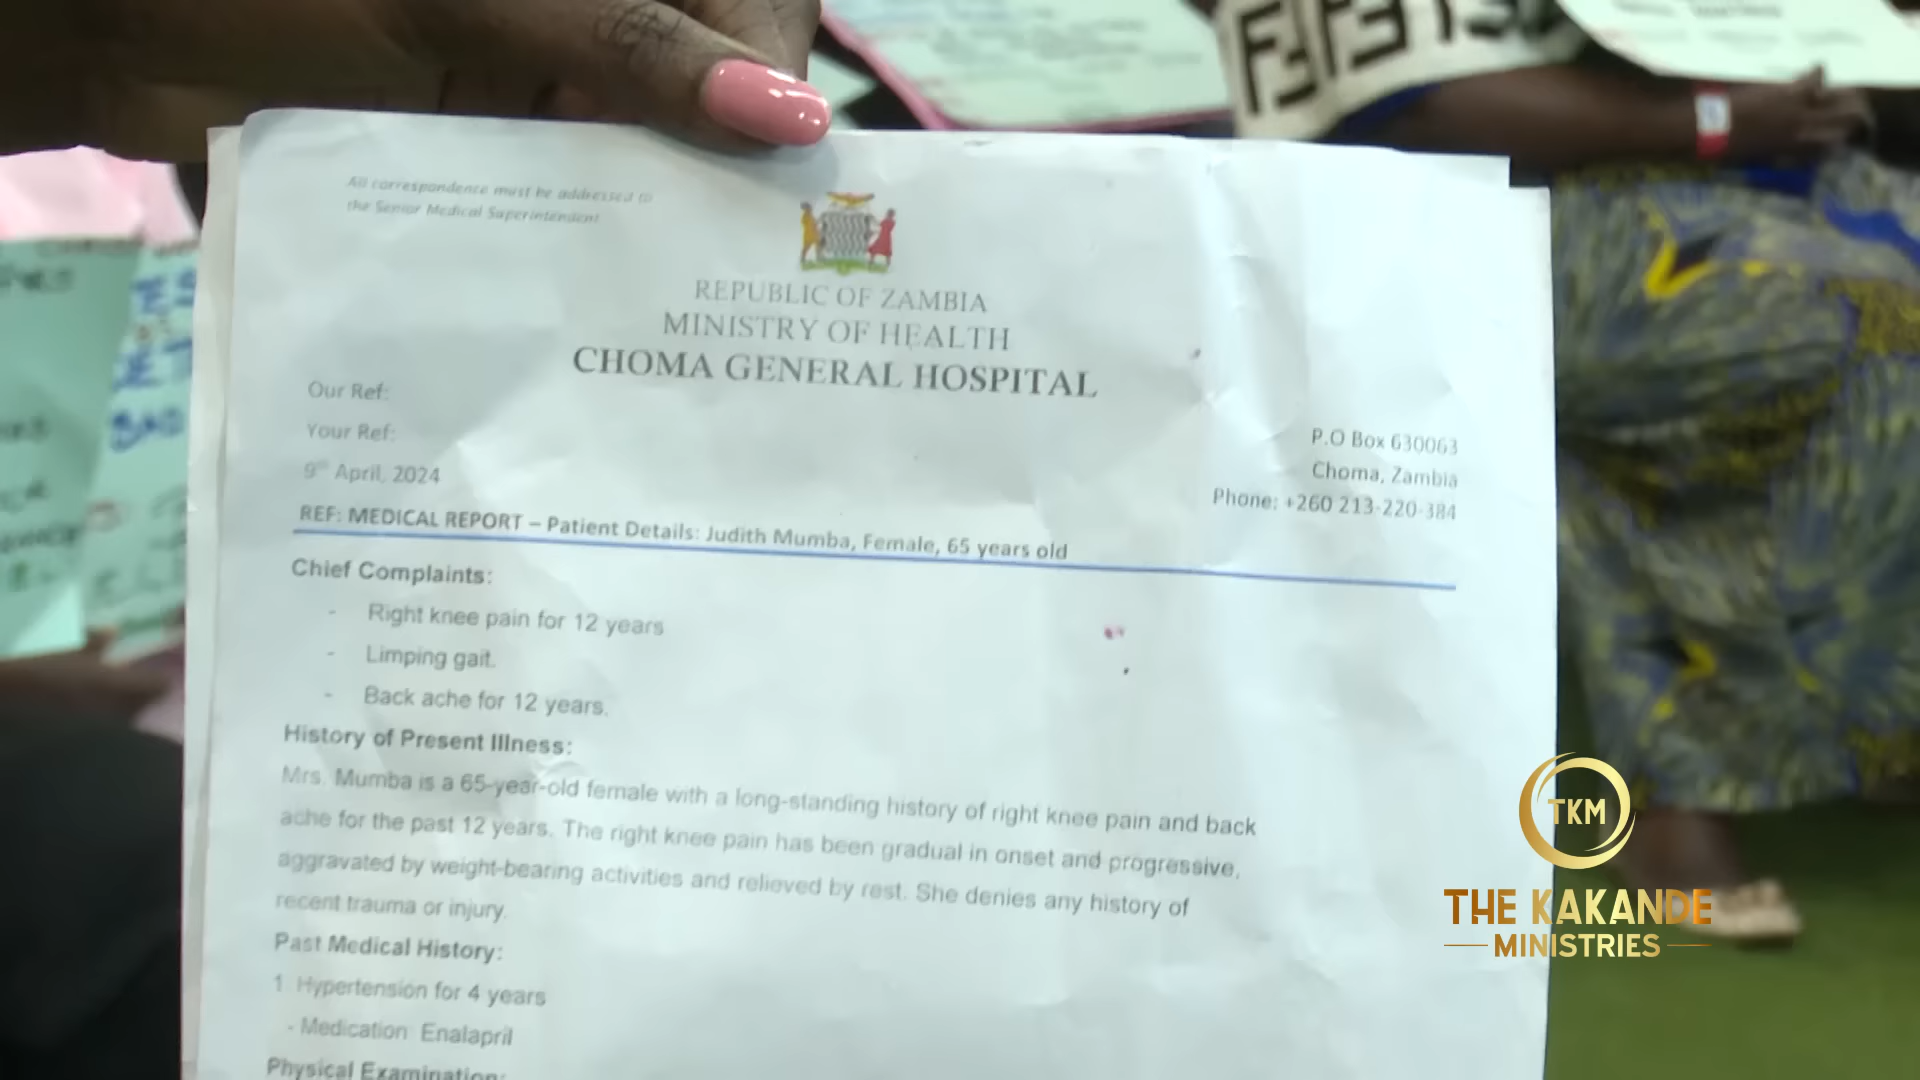 All correspondence must be addressed to
the Senior Medical Superintendent
REPUBLIC OF ZAMBIA
MINISTRY OF HEALTH
CHOMA GENERAL HOSPITAL
Our Ref:
Your Ref:
9th April, 2024
P.O Box 630063
Choma, Zambia
Phone: +260 213-220-384
REF: MEDICAL REPORT – Patient Details: Judith Mumba, Female, 65 years old
Chief Complaints:
- Right knee pain for 12 years
- Limping gait.
- Back ache for 12 years.
History of Present Illness:
Mrs. Mumba is a 65-year-old female with a long-standing history of right knee pain and back
ache for the past 12 years. The right knee pain has been gradual in onset and progressive,
aggravated by weight-bearing activities and relieved by rest. She denies any history of
recent trauma or injury.
Past Medical History:
1 Hypertension for 4 years
- Medication Enalapril
Physical Examination:
TKM
THE KAKANDE
MINISTRIES